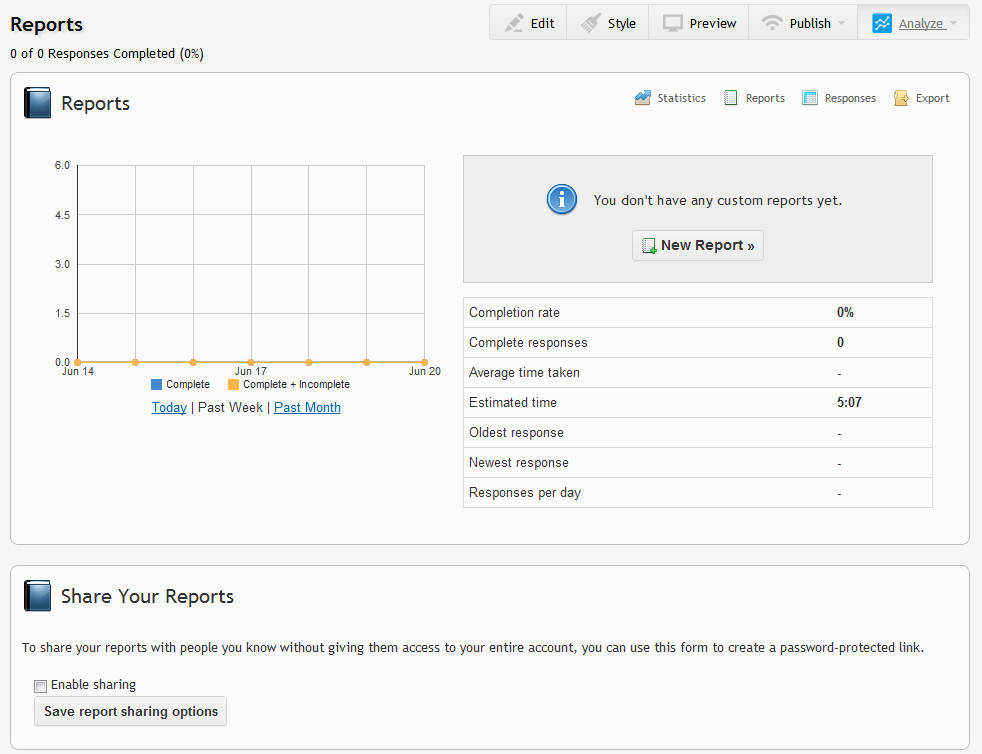 Reports
Edit Style Preview Publish Analyze
0 of 0 Responses Completed (0%)
Reports
Statistics Reports Responses Export
6.0
4.5
3.0
1.5
0.0
Jun 14 Jun 17 Jun 20
Complete Complete + Incomplete
Today | Past Week | Past Month
You don't have any custom reports yet.
New Report »
Completion rate 0%
Complete responses 0
Average time taken -
Estimated time 5:07
Oldest response -
Newest response -
Responses per day -
Share Your Reports
To share your reports with people you know without giving them access to your entire account, you can use this form to create a password-protected link.
Enable sharing
Save report sharing options